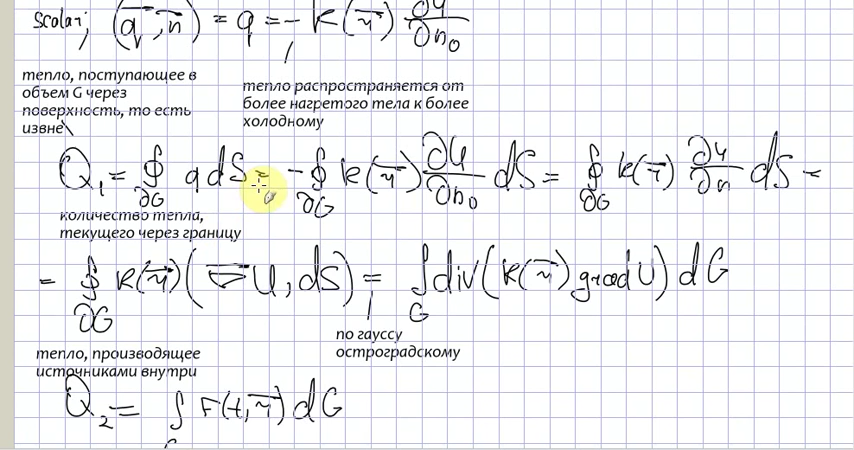 scolar; (q⃗, n⃗) = q = - k(r⃗) ∂U/∂n₀
тепло, поступающее в
объем G через
поверхность, то есть
извне
тепло распространяется от
более нагретого тела к более
холодному
Q₁ = ∮_∂G q dS = - ∮_∂G k(r⃗) ∂U/∂n₀ dS = ∮_∂G k(r⃗) ∂U/∂n dS =
количество тепла,
текущего через границу
= ∮_∂G k(r⃗) (∇U, dS) = ∫_G div(k(r⃗) grad U) dG
по гауссу
остроградскому
тепло, производящее
источниками внутри
Q₂ = ∫ F(t, r⃗) dG